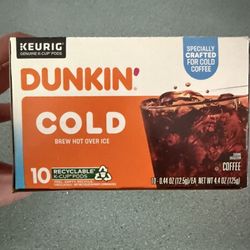 KEURIG
GENUINE K-CUP PODS
SPECIALLY
CRAFTED
FOR COLD
COFFEE
DUNKIN'
COLD
BREW HOT OVER ICE
10 RECYCLABLE*
K-CUP® PODS
COFFEE
10 - 0.44 OZ (12.5g)/EA. NET WT 4.4 OZ (125g)